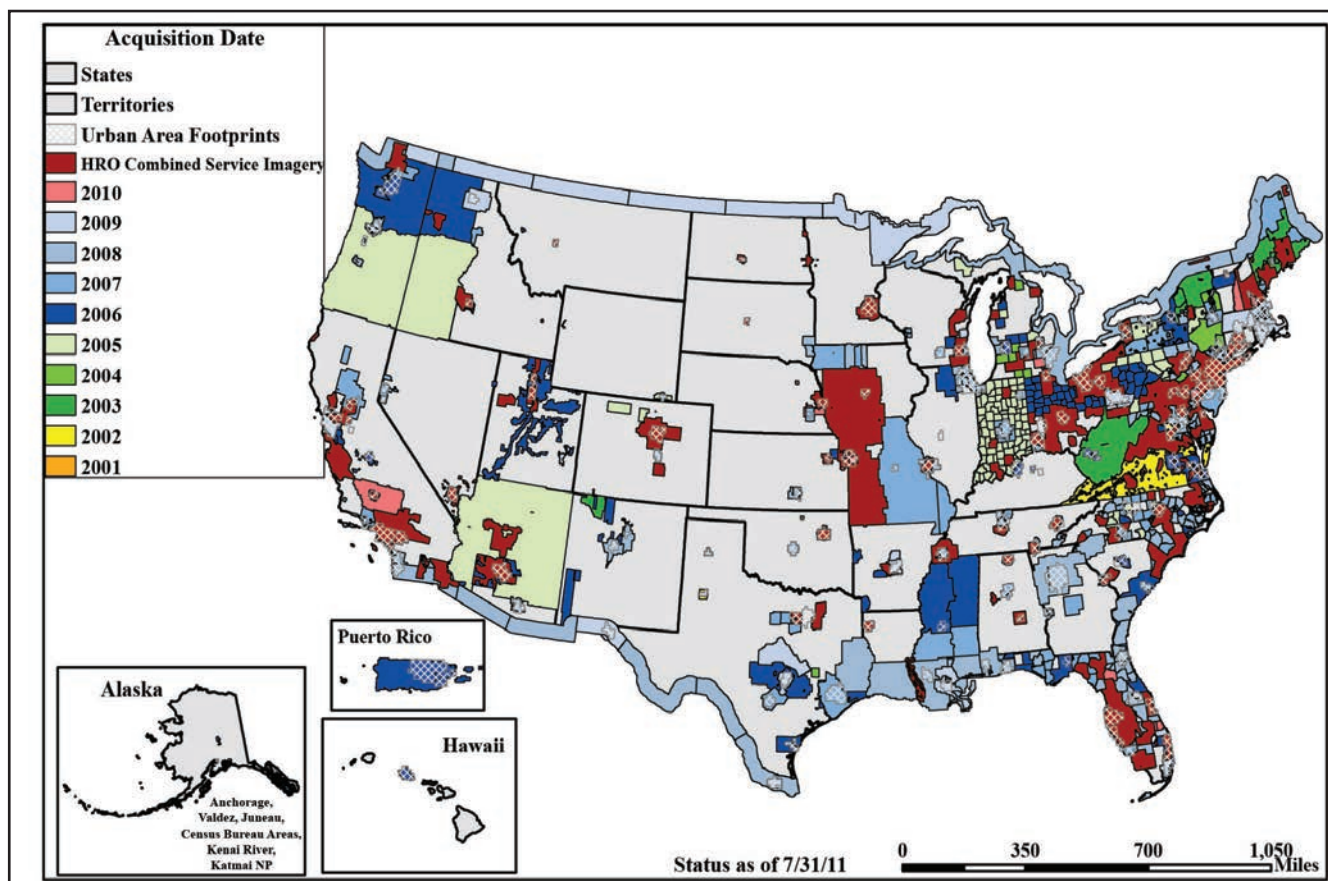 Acquisition Date
States
Territories
Urban Area Footprints
HRO Combined Service Imagery
2010
2009
2008
2007
2006
2005
2004
2003
2002
2001
Puerto Rico
Alaska
Anchorage,
Valdez, Juneau,
Census Bureau Areas,
Kenai River,
Katmai NP
Hawaii
Status as of 7/31/11
0 350 700 1,050
Miles